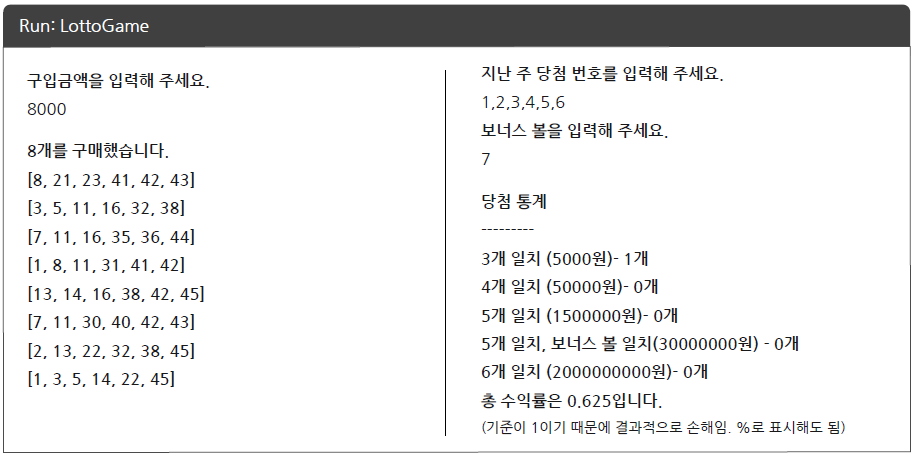 Run: LottoGame
구입금액을 입력해 주세요.
8000
8개를 구매했습니다.
[8, 21, 23, 41, 42, 43]
[3, 5, 11, 16, 32, 38]
[7, 11, 16, 35, 36, 44]
[1, 8, 11, 31, 41, 42]
[13, 14, 16, 38, 42, 45]
[7, 11, 30, 40, 42, 43]
[2, 13, 22, 32, 38, 45]
[1, 3, 5, 14, 22, 45]
지난 주 당첨 번호를 입력해 주세요.
1,2,3,4,5,6
보너스 볼을 입력해 주세요.
7
당첨 통계
---------
3개 일치 (5000원)- 1개
4개 일치 (50000원)- 0개
5개 일치 (1500000원)- 0개
5개 일치, 보너스 볼 일치(30000000원) - 0개
6개 일치 (2000000000원)- 0개
총 수익률은 0.625입니다.
(기준이 1이기 때문에 결과적으로 손해임. %로 표시해도 됨)